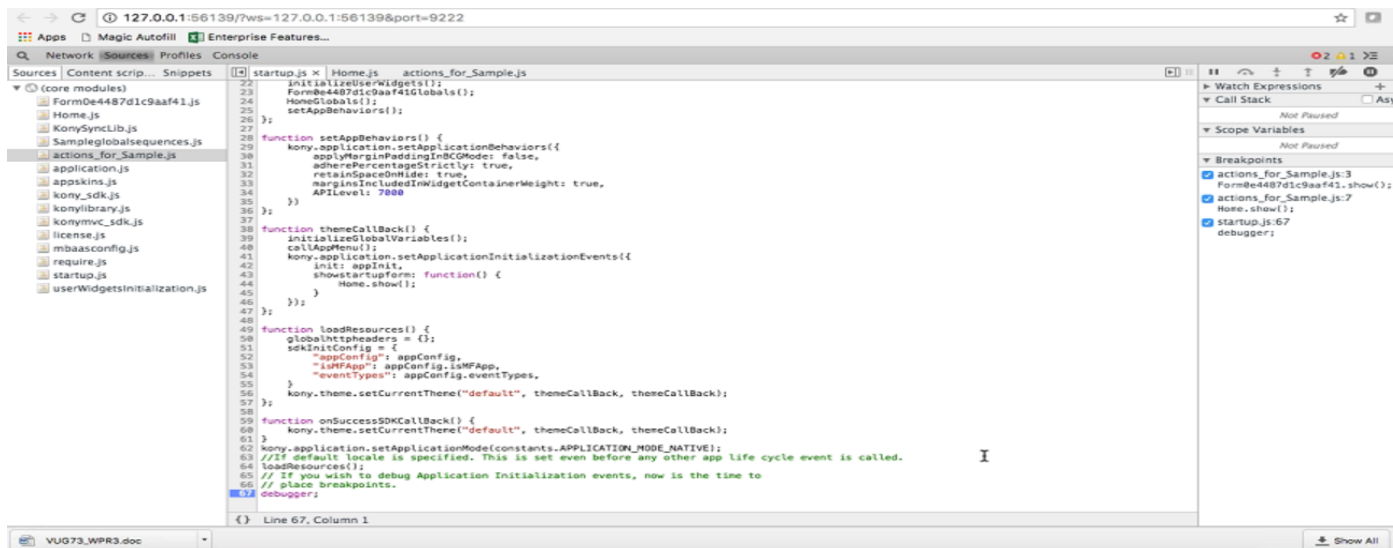 127.0.0.1:56139/?ws=127.0.0.1:56139&port=9222
Apps Magic Autofill Enterprise Features...
Network Sources Profiles Console 2 1
Sources Content scrip... Snippets startup.js × Home.js actions_for_Sample.js
(core modules)
Form0e4487d1c9aaf41.js
Home.js
KonySyncLib.js
Sampleglobalsequences.js
actions_for_Sample.js
application.js
appskins.js
kony_sdk.js
konylibrary.js
konymvc_sdk.js
license.js
mbaasconfig.js
require.js
startup.js
userWidgetsInitialization.js
22 initializeUserWidgets();
23 Form0e4487d1c9aaf41Globals();
24 HomeGlobals();
25 setAppBehaviors();
26 };
27
28 function setAppBehaviors() {
29 kony.application.setApplicationBehaviors({
30 applyMarginPaddingInBCGMode: false,
31 adherePercentageStrictly: true,
32 retainSpaceOnHide: true,
33 marginsIncludedInWidgetContainerWeight: true,
34 APILevel: 7000
35 })
36 };
37
38 function themeCallBack() {
39 initializeGlobalVariables();
40 callAppMenu();
41 kony.application.setApplicationInitializationEvents({
42 init: appInit,
43 showstartupform: function() {
44 Home.show();
45 }
46 });
47 };
48
49 function loadResources() {
50 globalhttpheaders = {};
51 sdkInitConfig = {
52 "appConfig": appConfig,
53 "isMFApp": appConfig.isMFApp,
54 "eventTypes": appConfig.eventTypes,
55 }
56 kony.theme.setCurrentTheme("default", themeCallBack, themeCallBack);
57 };
58
59 function onSuccessSDKCallBack() {
60 kony.theme.setCurrentTheme("default", themeCallBack, themeCallBack);
61 }
62 kony.application.setApplicationMode(constants.APPLICATION_MODE_NATIVE);
63 //If default locale is specified. This is set even before any other app life cycle event is called.
64 loadResources();
65 // If you wish to debug Application Initialization events, now is the time to
66 // place breakpoints.
67 debugger;
{} Line 67, Column 1
Watch Expressions +
Call Stack Asy
Not Paused
Scope Variables
Not Paused
Breakpoints
actions_for_Sample.js:3
Form0e4487d1c9aaf41.show();
actions_for_Sample.js:7
Home.show();
startup.js:67
debugger;
VUG73_WPR3.doc Show All